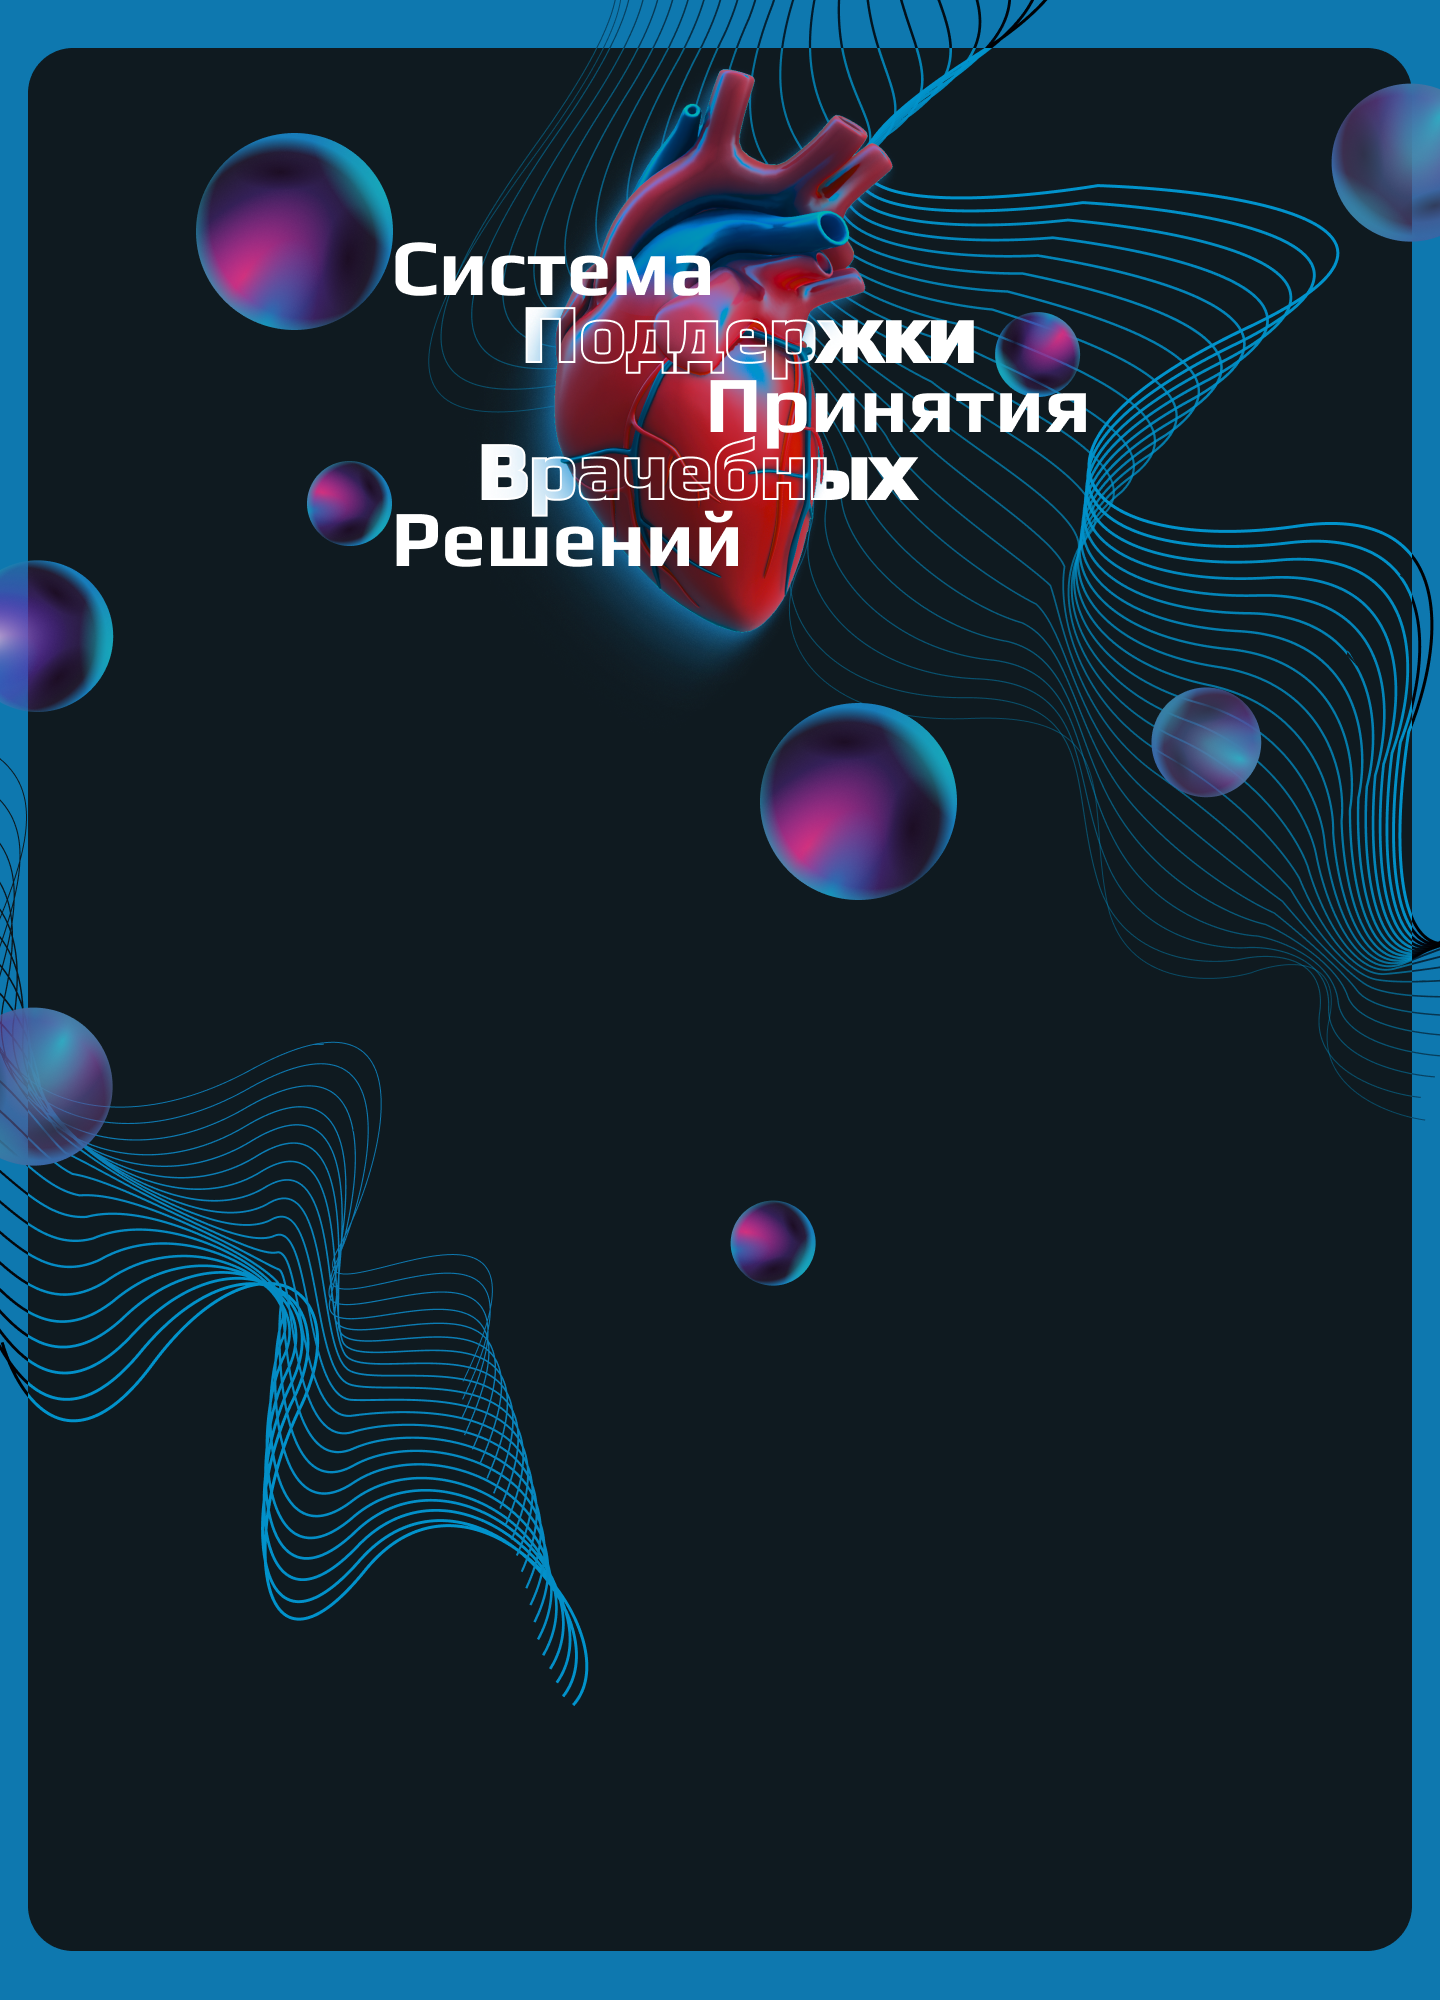 Система
Поддержки
Принятия
Врачебных
Решений